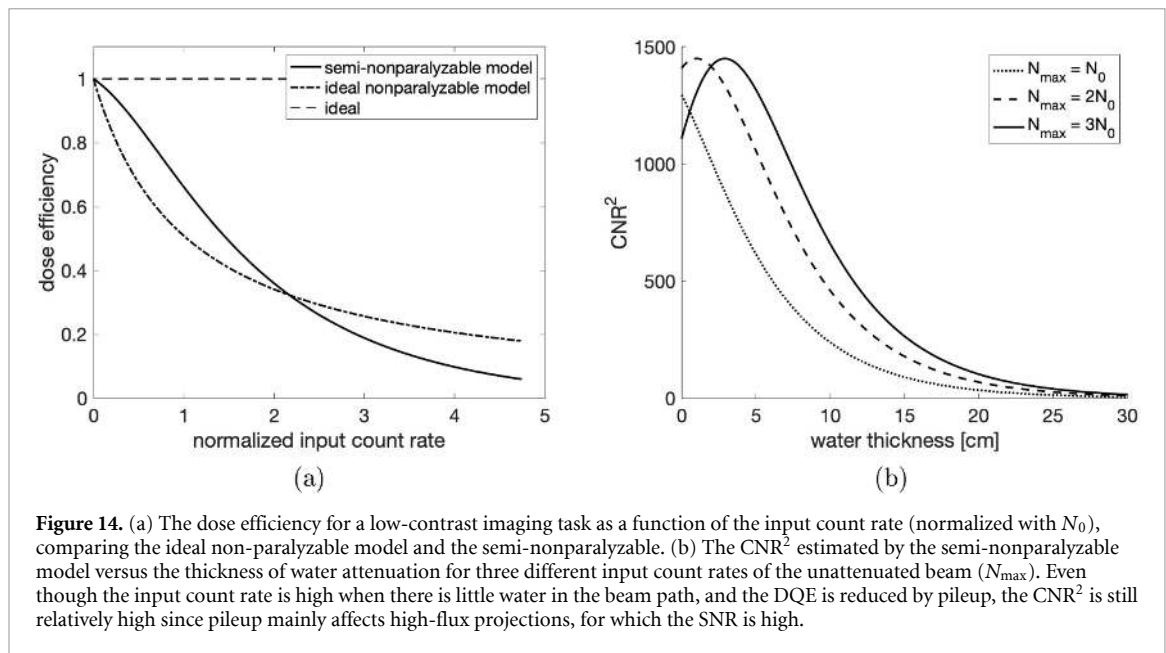 1
0.8
0.6
0.4
0.2
0
dose efficiency
0 1 2 3 4 5
normalized input count rate
semi-nonparalyzable model
ideal nonparalyzable model
ideal
(a)
1500
1000
500
0
CNR²
0 5 10 15 20 25 30
water thickness [cm]
N_max = N_0
N_max = 2N_0
N_max = 3N_0
(b)
Figure 14. (a) The dose efficiency for a low-contrast imaging task as a function of the input count rate (normalized with N_0),
comparing the ideal non-paralyzable model and the semi-nonparalyzable. (b) The CNR² estimated by the semi-nonparalyzable
model versus the thickness of water attenuation for three different input count rates of the unattenuated beam (N_max). Even
though the input count rate is high when there is little water in the beam path, and the DQE is reduced by pileup, the CNR² is still
relatively high since pileup mainly affects high-flux projections, for which the SNR is high.